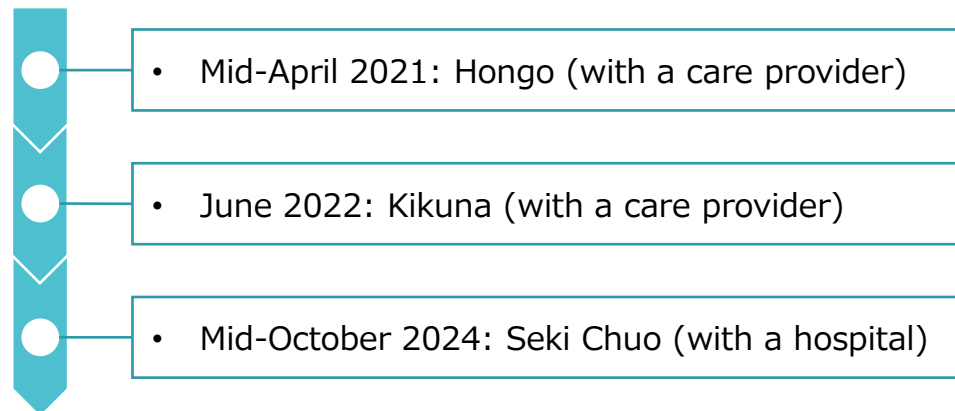 • Mid-April 2021: Hongo (with a care provider)
• June 2022: Kikuna (with a care provider)
• Mid-October 2024: Seki Chuo (with a hospital)